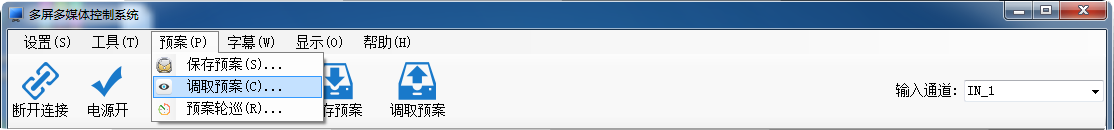 多屏多媒体控制系统
设置(S) 工具(T) 预案(P) 字幕(W) 显示(O) 帮助(H)
保存预案(S)...
调取预案(C)...
预案轮巡(R)...
断开连接 电源开 存预案 调取预案
输入通道: IN_1